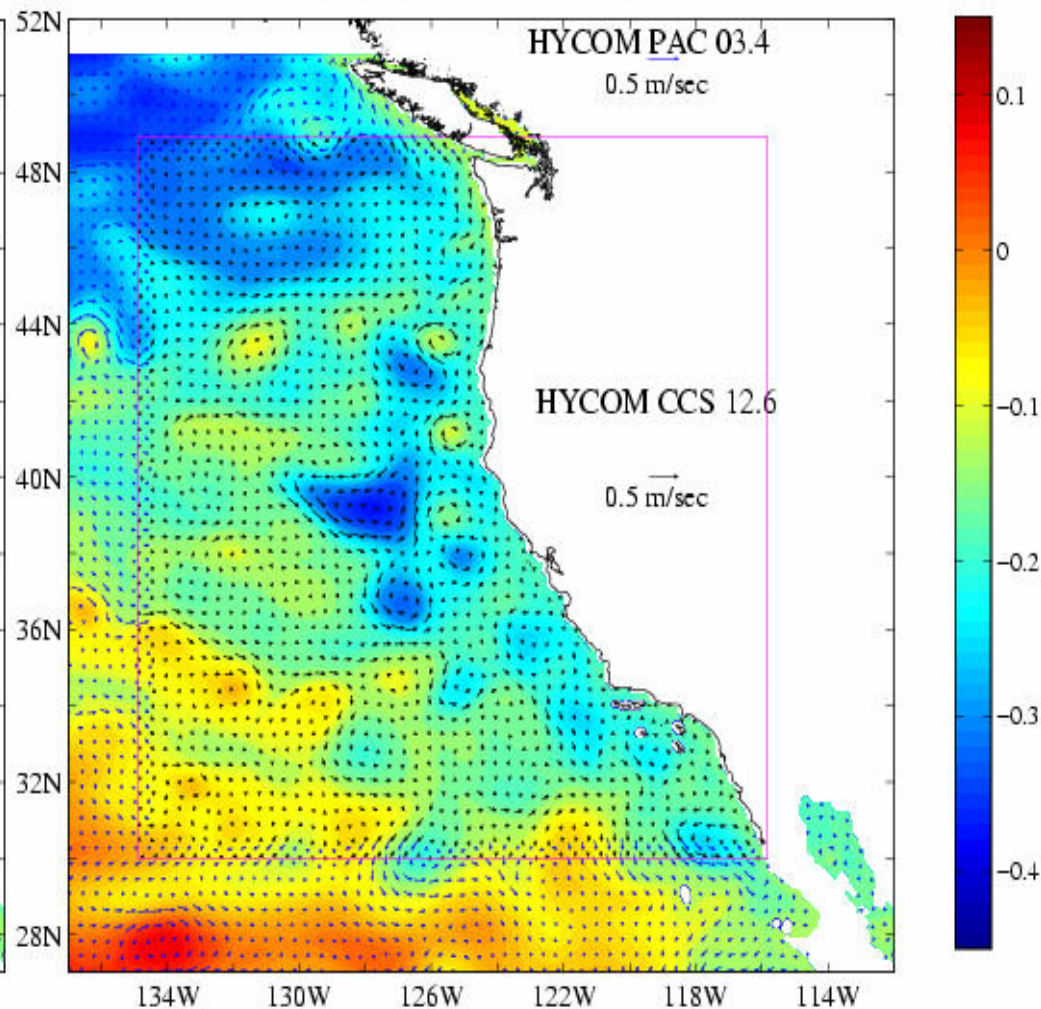 52N
48N
44N
40N
36N
32N
28N
HYCOM PAC 03.4
0.5 m/sec
HYCOM CCS 12.6
0.5 m/sec
134W 130W 126W 122W 118W 114W
0.1
0
−0.1
−0.2
−0.3
−0.4